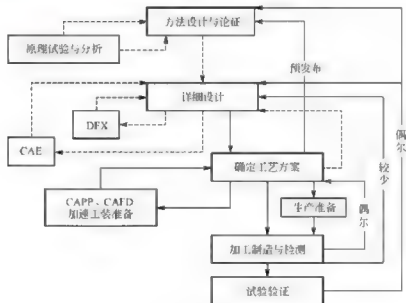 方法设计与论证
原理试验与分析
预发布
详细设计
DFX
CAE
偶尔
较少
确定工艺方案
CAPP、CAFD
加速工装准备
生产准备
偶尔
加工制造与检测
试验验证